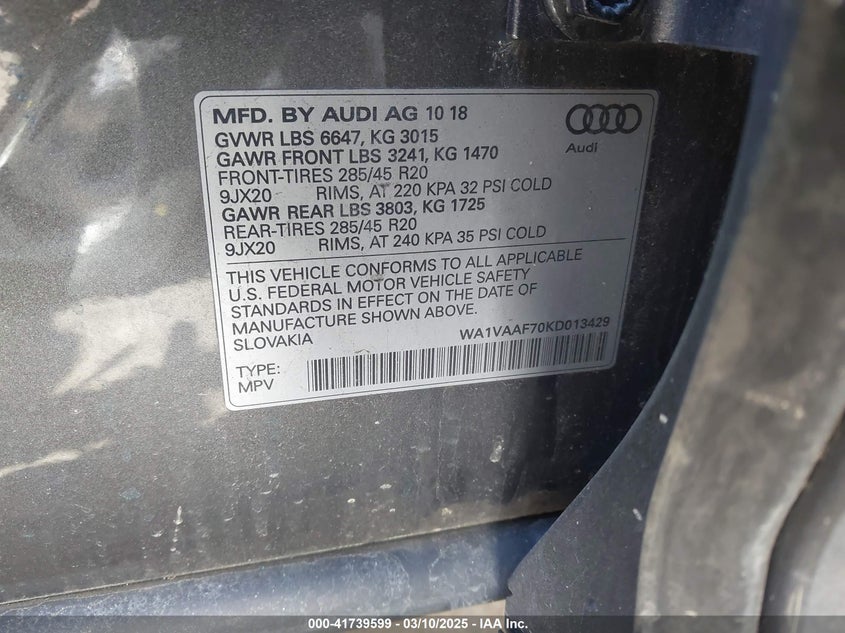 MFD. BY AUDI AG 10 18
GVWR LBS 6647, KG 3015
GAWR FRONT LBS 3241, KG 1470
FRONT-TIRES 285/45 R20
9JX20 RIMS, AT 220 KPA 32 PSI COLD
GAWR REAR LBS 3803, KG 1725
REAR-TIRES 285/45 R20
9JX20 RIMS, AT 240 KPA 35 PSI COLD
Audi
THIS VEHICLE CONFORMS TO ALL APPLICABLE
U.S. FEDERAL MOTOR VEHICLE SAFETY
STANDARDS IN EFFECT ON THE DATE OF
MANUFACTURE SHOWN ABOVE.
SLOVAKIA WA1VAAF70KD013429
TYPE:
MPV
000-41739599 - 03/10/2025 - IAA Inc.